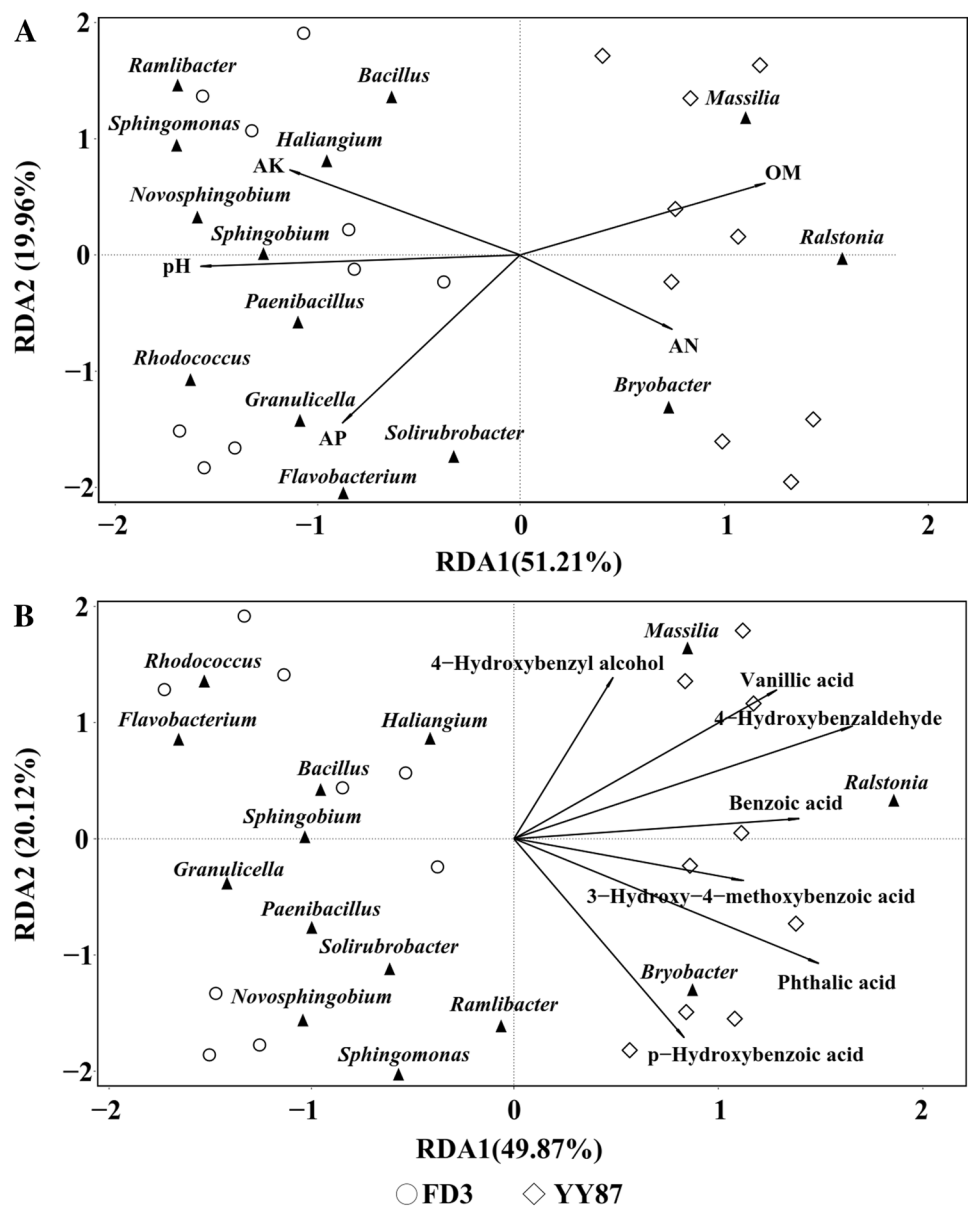 A
2
1
0
−1
−2
RDA2 (19.96%)
Ramlibacter
Bacillus
Massilia
Sphingomonas
Haliangium
AK
OM
Novosphingobium
Sphingobium
Ralstonia
pH
Paenibacillus
AN
Rhodococcus
Bryobacter
Granulicella
AP
Solirubrobacter
Flavobacterium
−2 −1 0 1 2
RDA1(51.21%)
B
2
1
0
−1
−2
RDA2 (20.12%)
Massilia
Rhodococcus
4−Hydroxybenzyl alcohol
Vanillic acid
Flavobacterium
Haliangium
4−Hydroxybenzaldehyde
Bacillus
Ralstonia
Sphingobium
Benzoic acid
Granulicella
3−Hydroxy−4−methoxybenzoic acid
Paenibacillus
Solirubrobacter
Bryobacter
Phthalic acid
Novosphingobium
Ramlibacter
Sphingomonas
p−Hydroxybenzoic acid
−2 −1 0 1 2
RDA1(49.87%)
FD3 YY87